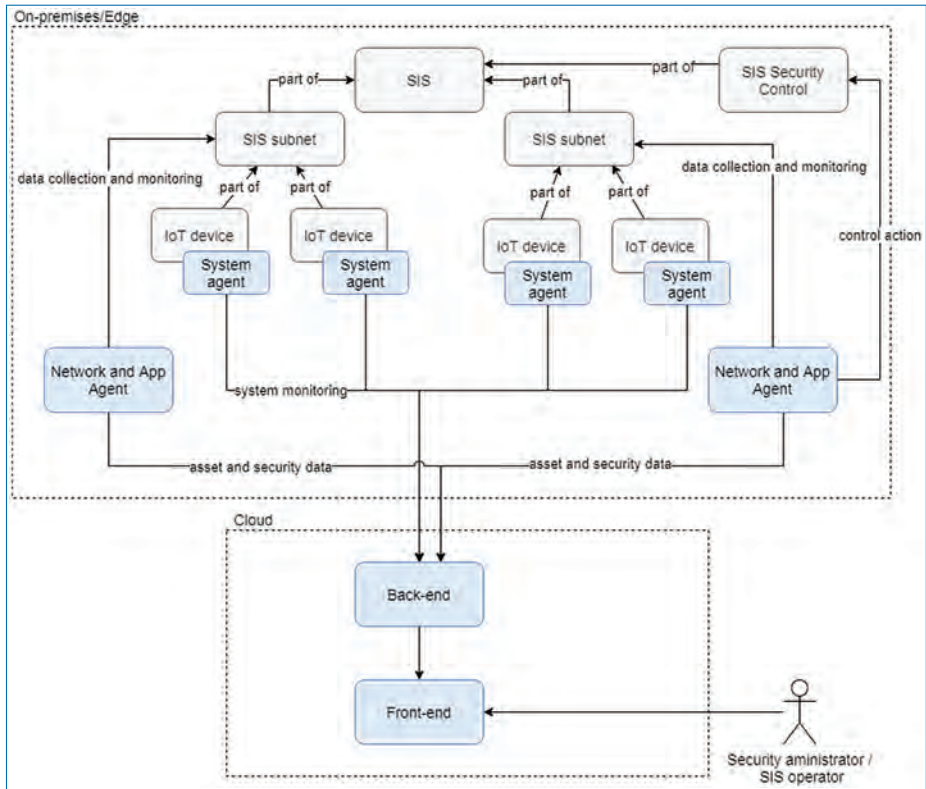 On-premises/Edge
part of
SIS
part of
part of
SIS Security
Control
SIS subnet
SIS subnet
data collection and monitoring
data collection and monitoring
part of
part of
part of
part of
IoT device
IoT device
IoT device
IoT device
control action
System
agent
System
agent
System
agent
System
agent
Network and App
Agent
system monitoring
Network and App
Agent
asset and security data
asset and security data
Cloud
Back-end
Front-end
Security aministrator /
SIS operator